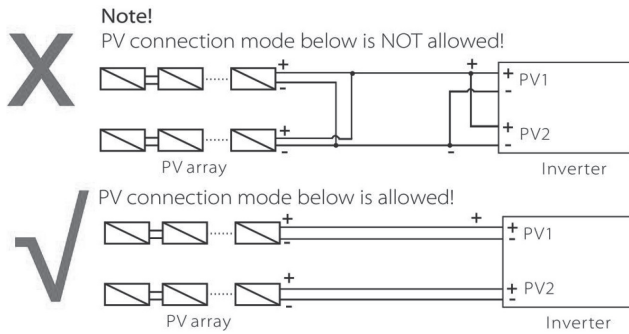 Note!
PV connection mode below is NOT allowed!
X
+
-
+
-
+
-
+ PV1
-
+ PV2
-
PV array
Inverter
PV connection mode below is allowed!
√
+
-
+
-
+
+ PV1
-
+ PV2
-
PV array
Inverter